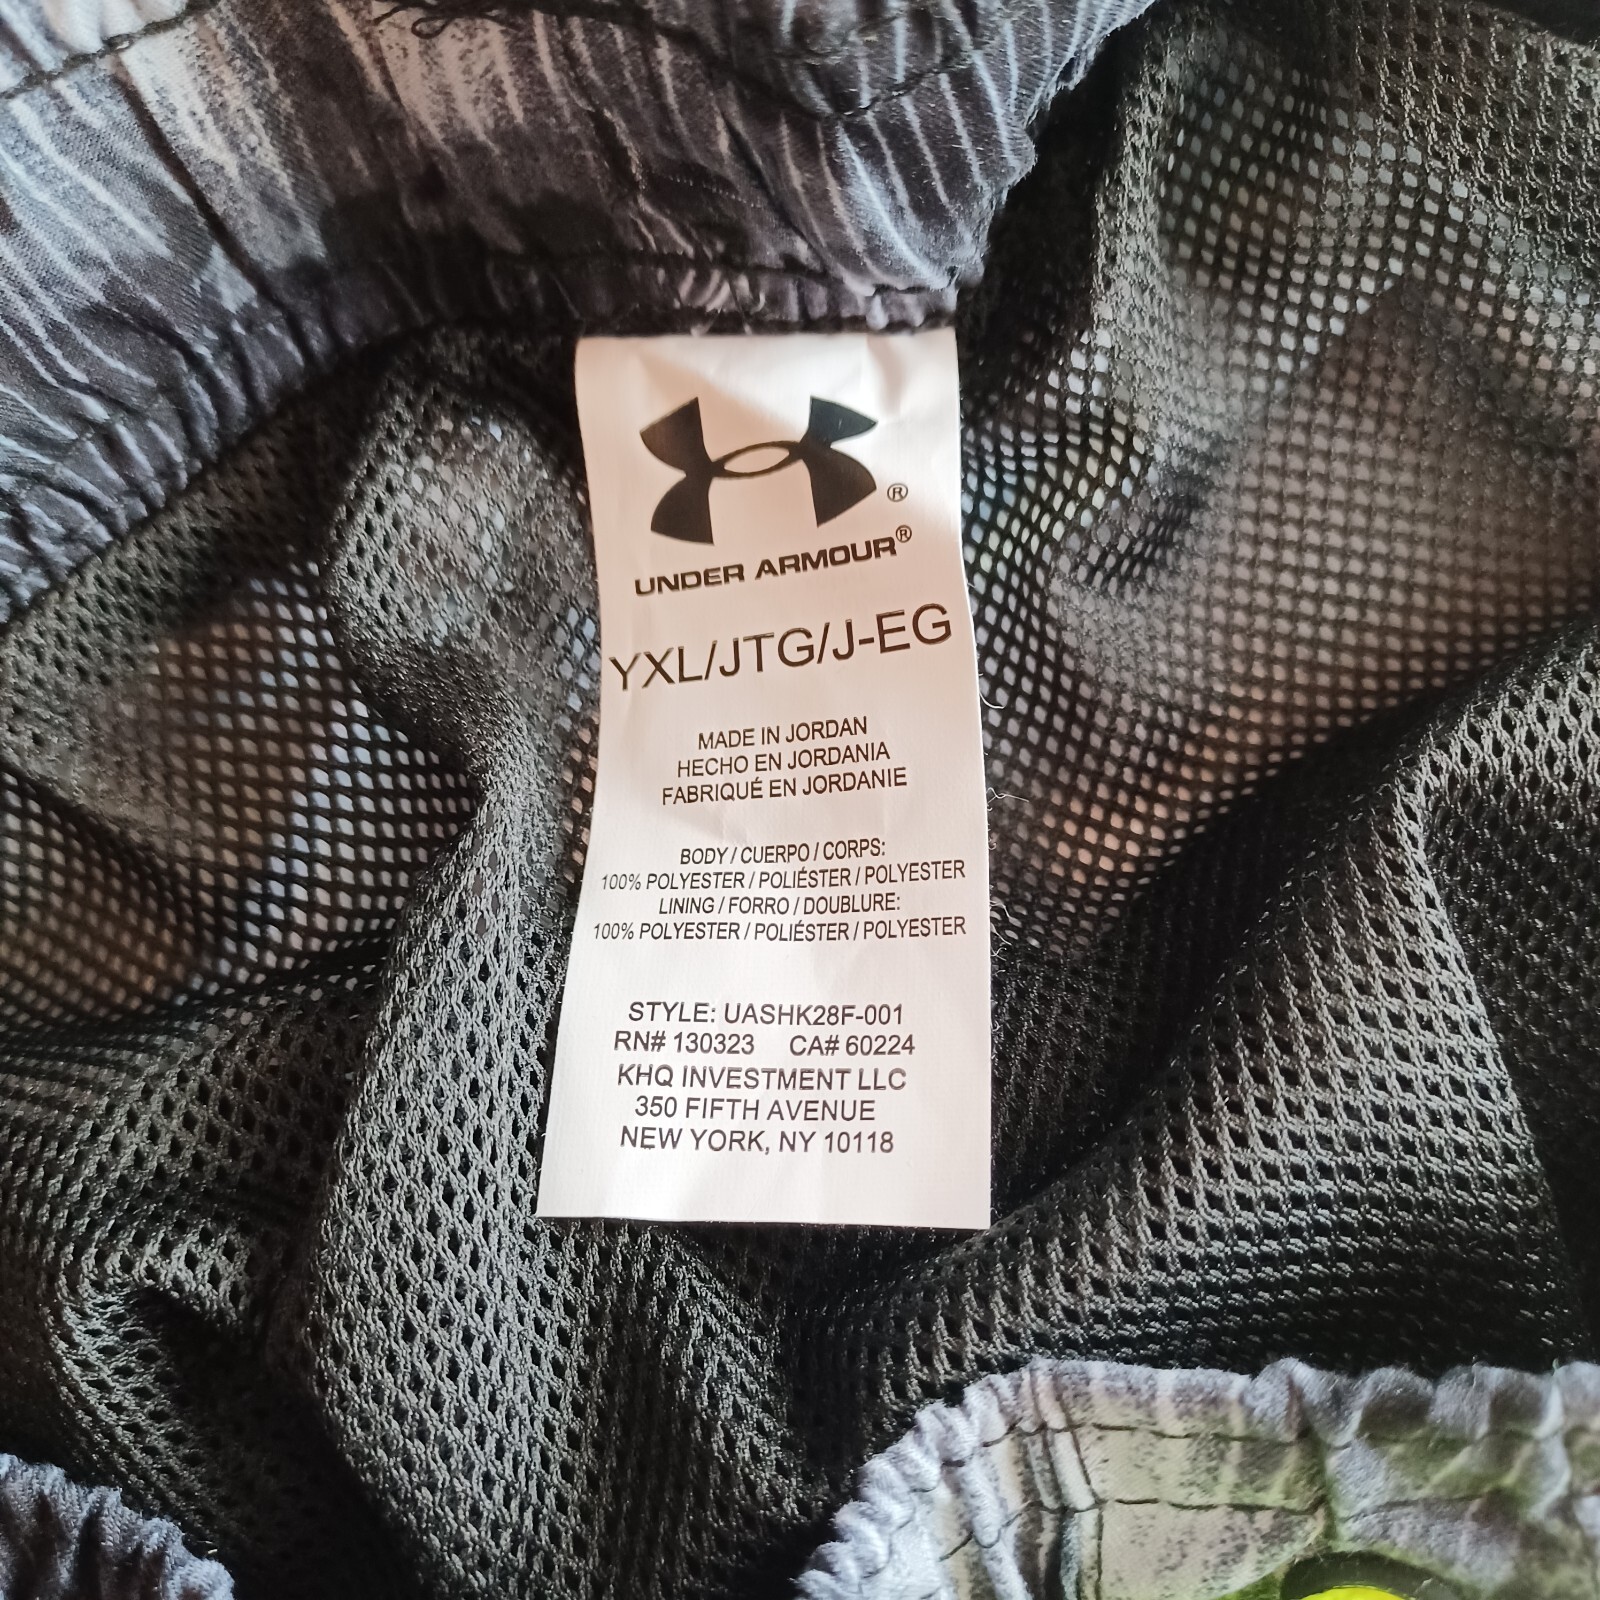 ®
UNDER ARMOUR®
YXL/JTG/J-EG
MADE IN JORDAN
HECHO EN JORDANIA
FABRIQUÉ EN JORDANIE
BODY / CUERPO / CORPS:
100% POLYESTER / POLIÉSTER / POLYESTER
LINING / FORRO / DOUBLURE:
100% POLYESTER / POLIÉSTER / POLYESTER
STYLE: UASHK28F-001
RN# 130323 CA# 60224
KHQ INVESTMENT LLC
350 FIFTH AVENUE
NEW YORK, NY 10118